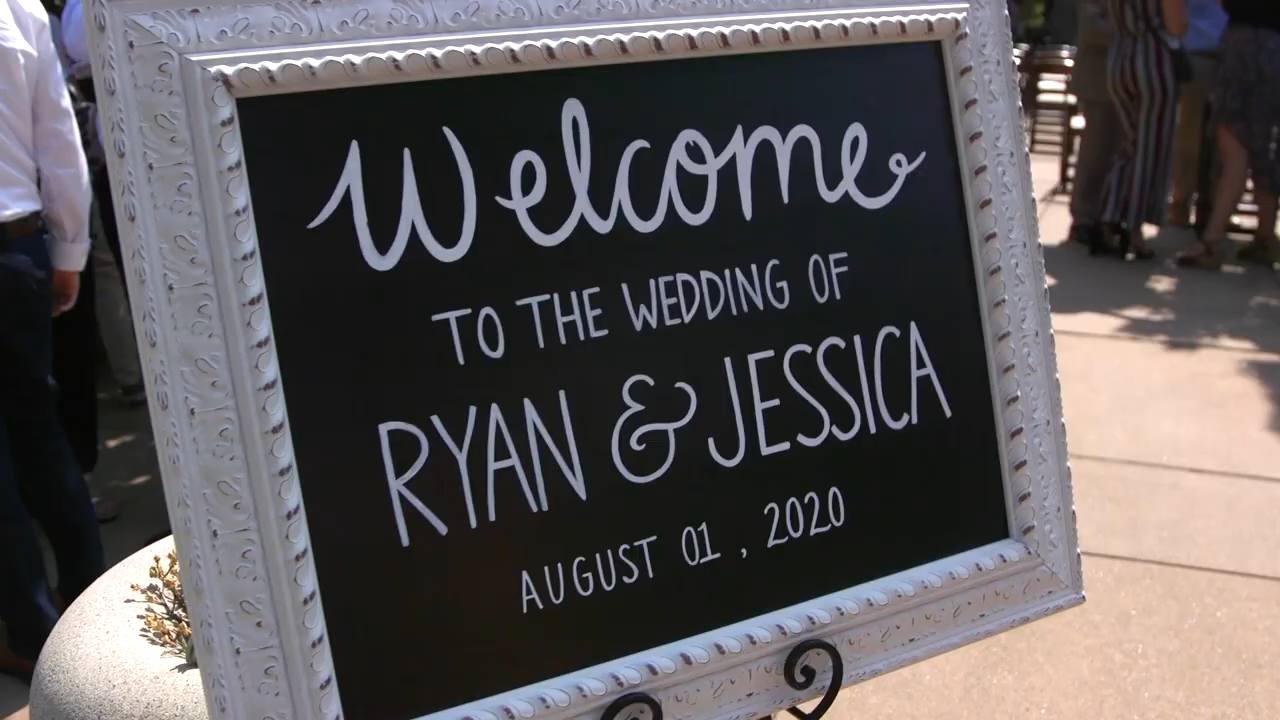 Welcome
TO THE WEDDING OF
RYAN & JESSICA
AUGUST 01, 2020